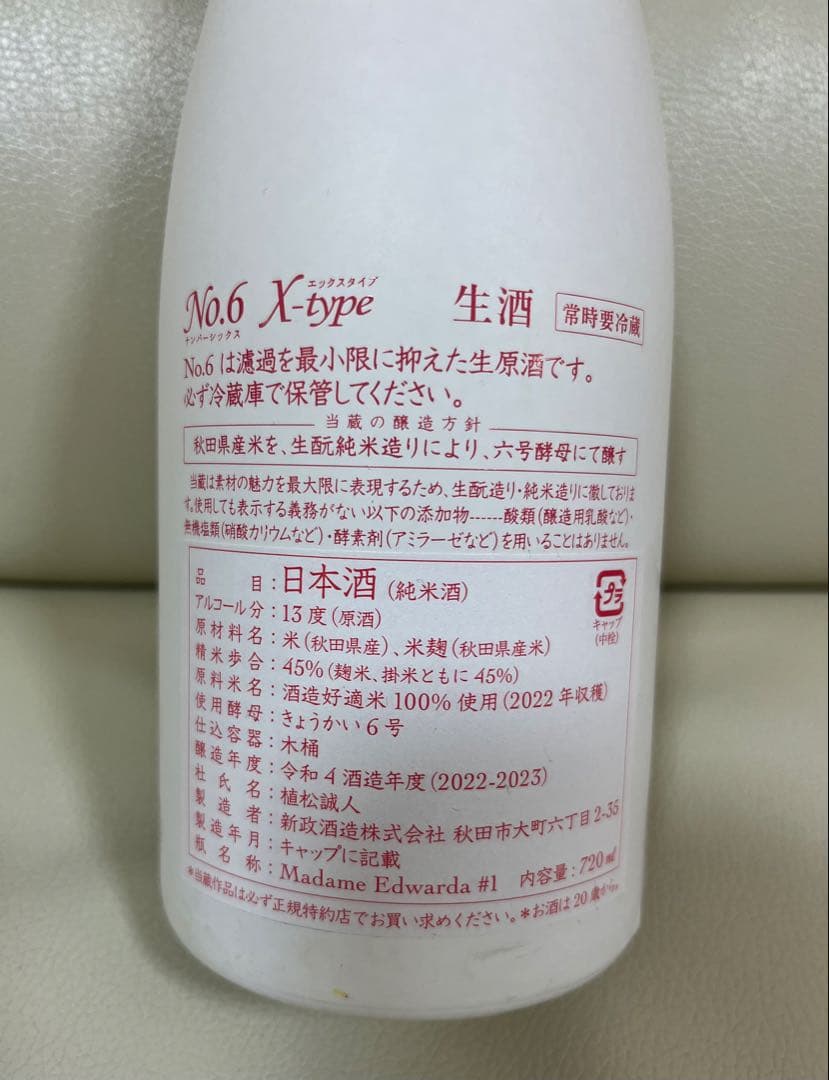 エックスタイプ
No.6 X-type 生酒 常時要冷蔵
ナンバーシックス
No.6 は濾過を最小限に抑えた生原酒です。
必ず冷蔵庫で保管してください。
当蔵の醸造方針
秋田県産米を、生酛純米造りにより、六号酵母にて醸す
当蔵は素材の魅力を最大限に表現するため、生酛造り・純米造りに徹しておりま
す。使用しても表示する義務がない以下の添加物------酸類(醸造用乳酸など)・
無機塩類(硝酸カリウムなど)・酵素剤(アミラーゼなど)を用いることはありません。
品目:日本酒(純米酒)
プラ
キャップ
(中栓)
アルコール分:13度(原酒)
原材料名:米(秋田県産)、米麹(秋田県産米)
精米歩合:45%(麹米、掛米ともに45%)
原料米名:酒造好適米100%使用(2022年収穫)
使用酵母:きょうかい6号
仕込容器:木桶
醸造年度:令和4酒造年度(2022-2023)
杜氏名:植松誠人
製造者:新政酒造株式会社 秋田市大町六丁目2-35
製造年月:キャップに記載
瓶名称:Madame Edwarda #1 内容量:720ml
*当蔵作品は必ず正規特約店でお買い求めください。*お酒は20歳から。